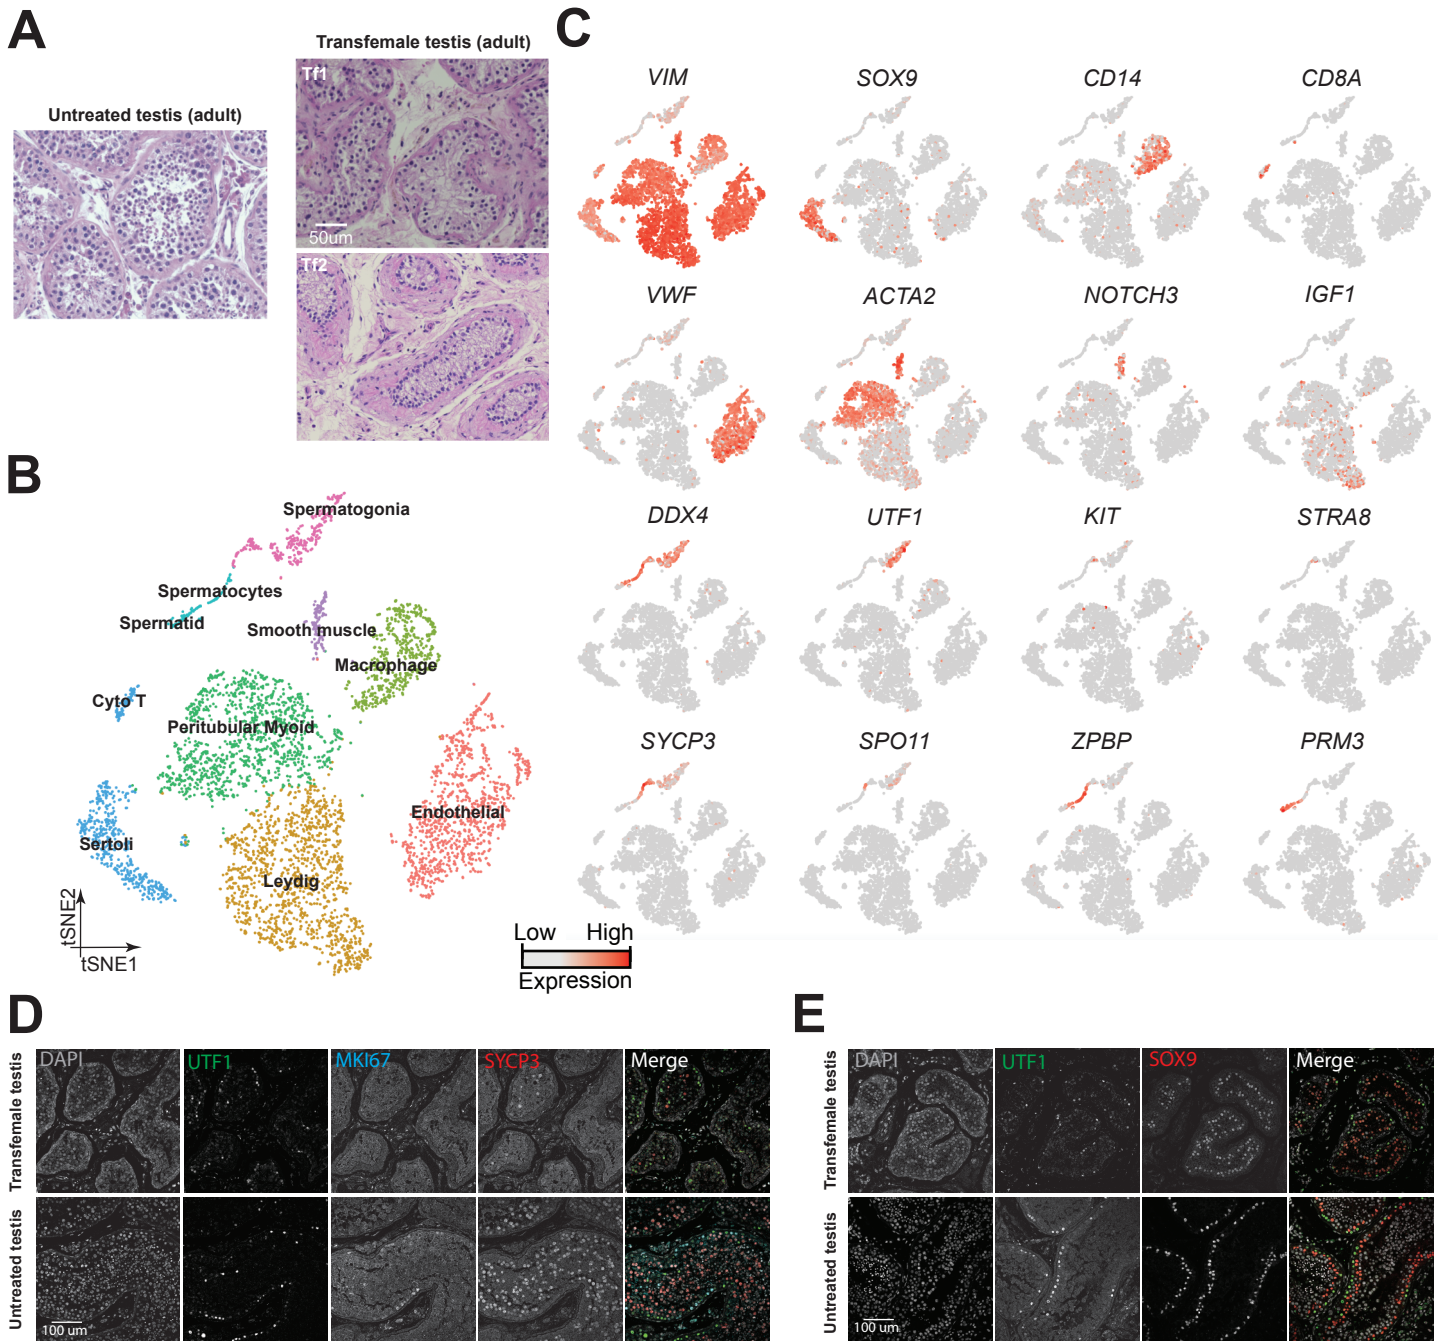 A
Transfemale testis (adult)
Tf1
Untreated testis (adult)
50um
Tf2
B
Spermatogonia
Spermatocytes
Spermatid
Smooth muscle
Macrophage
Cyto T
Peritubular Myoid
Endothelial
Sertoli
Leydig
tSNE2
tSNE1
C
VIM SOX9 CD14 CD8A
VWF ACTA2 NOTCH3 IGF1
DDX4 UTF1 KIT STRA8
SYCP3 SPO11 ZPBP PRM3
Low High
Expression
D
Transfemale testis
DAPI UTF1 MKI67 SYCP3 Merge
Untreated testis
100 um
E
Transfemale testis
DAPI UTF1 SOX9 Merge
Untreated testis
100 um